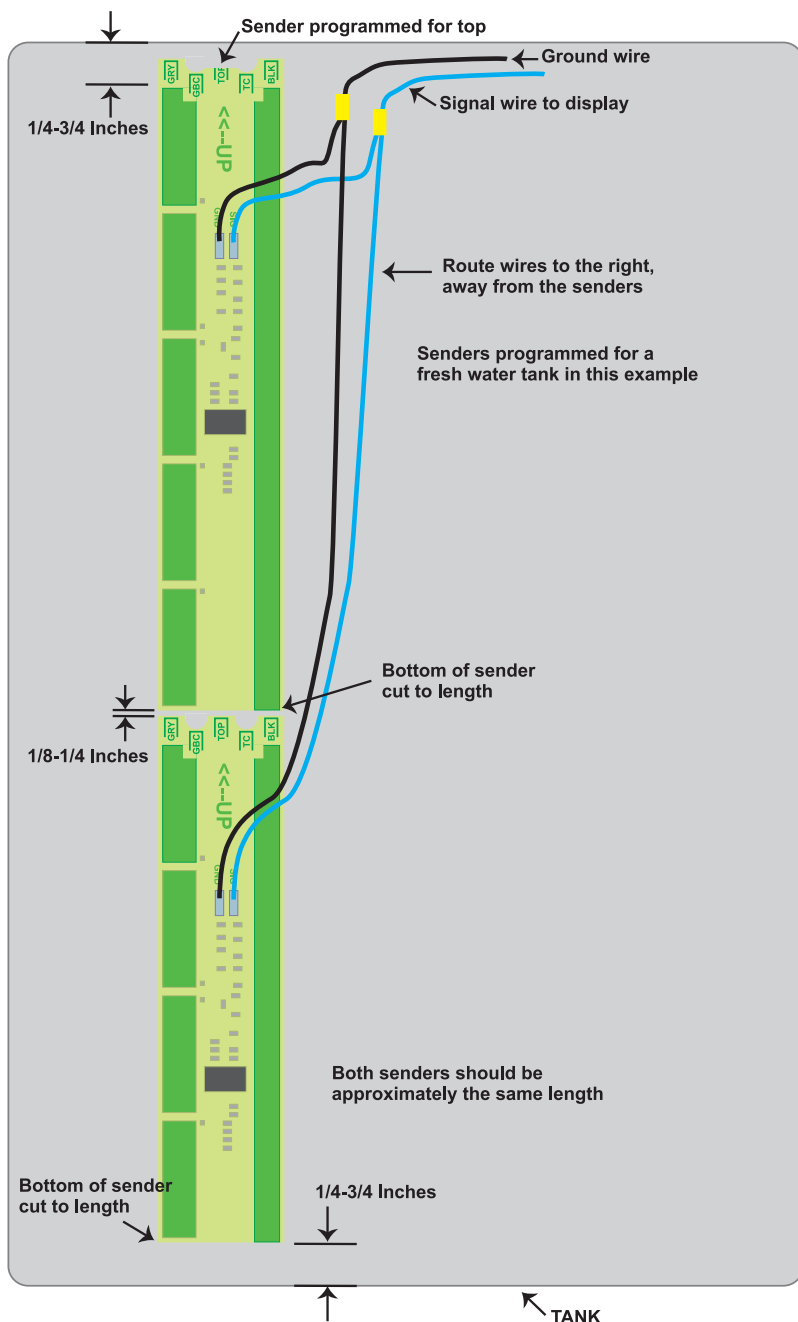 Sender programmed for top
Ground wire
Signal wire to display
1/4-3/4 Inches
GRY
GBC
TOP
TC
BLK
<<--UP
GND
SIG
Route wires to the right,
away from the senders
Senders programmed for a
fresh water tank in this example
Bottom of sender
cut to length
1/8-1/4 Inches
GRY
GBC
TOP
TC
BLK
<<--UP
GND
SIG
Both senders should be
approximately the same length
Bottom of sender
cut to length
1/4-3/4 Inches
TANK